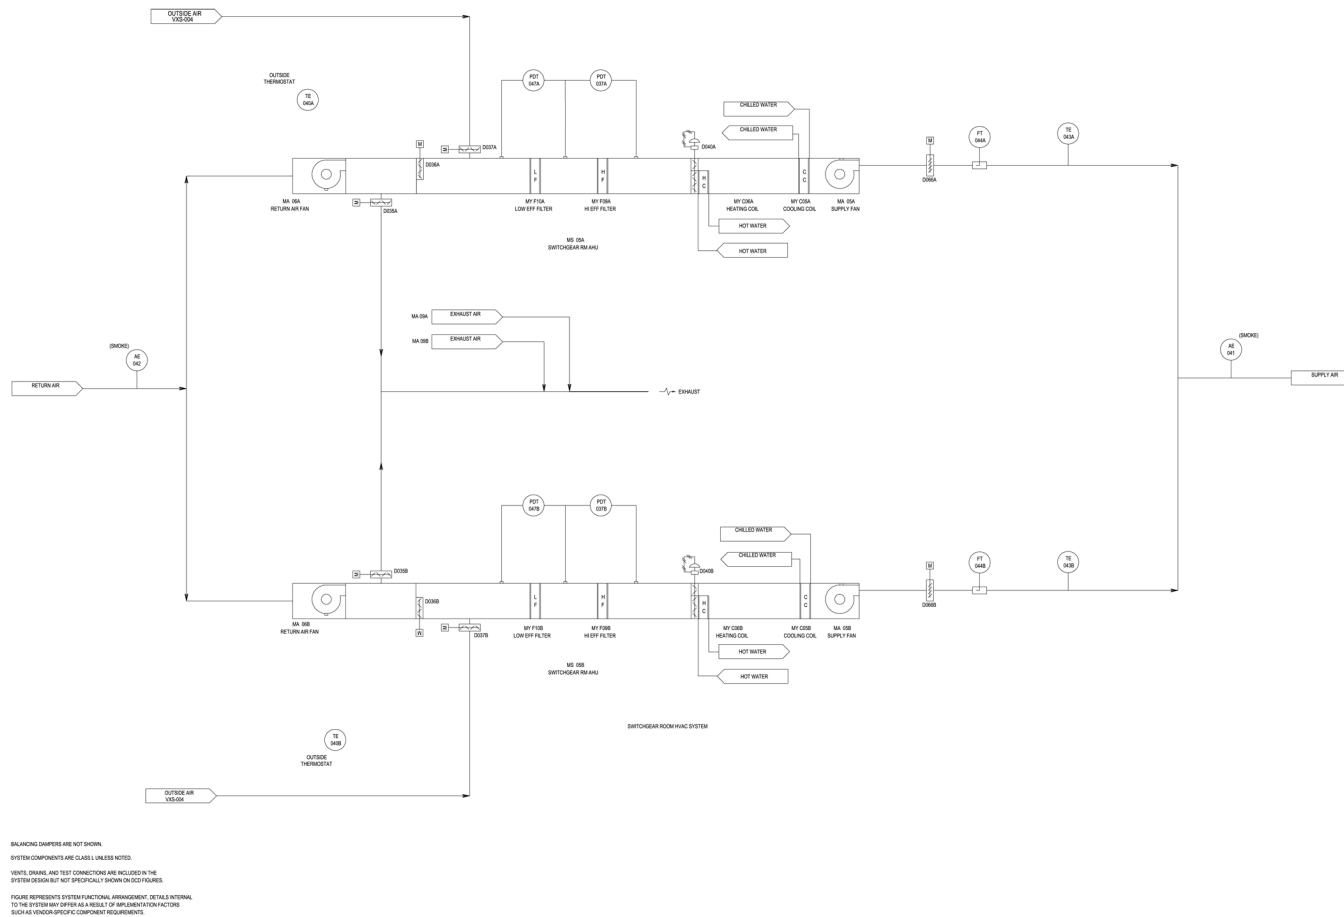 OUTSIDE AIR
VXS-004
OUTSIDE
THERMOSTAT
TE
040A
PDT
047A
PDT
037A
CHILLED WATER
CHILLED WATER
M
M
D037A
D036A
D040A
M
D066A
FT
044A
TE
043A
L
F
H
F
H
C
C
C
MA 06A
RETURN AIR FAN
M
D035A
MY F10A
LOW EFF FILTER
MY F09A
HI EFF FILTER
MY C06A
HEATING COIL
MY C05A
COOLING COIL
MA 05A
SUPPLY FAN
HOT WATER
HOT WATER
MS 05A
SWITCHGEAR RM AHU
MA 09A
EXHAUST AIR
MA 09B
EXHAUST AIR
(SMOKE)
AE
042
RETURN AIR
EXHAUST
(SMOKE)
AE
041
SUPPLY AIR
PDT
047B
PDT
037B
CHILLED WATER
CHILLED WATER
M
D035B
D036B
M
M
D037B
D040B
M
D066B
FT
044B
TE
043B
L
F
H
F
H
C
C
C
MA 06B
RETURN AIR FAN
MY F10B
LOW EFF FILTER
MY F09B
HI EFF FILTER
MY C06B
HEATING COIL
MY C05B
COOLING COIL
MA 05B
SUPPLY FAN
HOT WATER
HOT WATER
MS 05B
SWITCHGEAR RM AHU
SWITCHGEAR ROOM HVAC SYSTEM
TE
040B
OUTSIDE
THERMOSTAT
OUTSIDE AIR
VXS-004
BALANCING DAMPERS ARE NOT SHOWN.
SYSTEM COMPONENTS ARE CLASS L UNLESS NOTED.
VENTS, DRAINS, AND TEST CONNECTIONS ARE INCLUDED IN THE
SYSTEM DESIGN BUT NOT SPECIFICALLY SHOWN ON DCD FIGURES.
FIGURE REPRESENTS SYSTEM FUNCTIONAL ARRANGEMENT, DETAILS INTERNAL
TO THE SYSTEM MAY DIFFER AS A RESULT OF IMPLEMENTATION FACTORS
SUCH AS VENDOR-SPECIFIC COMPONENT REQUIREMENTS.